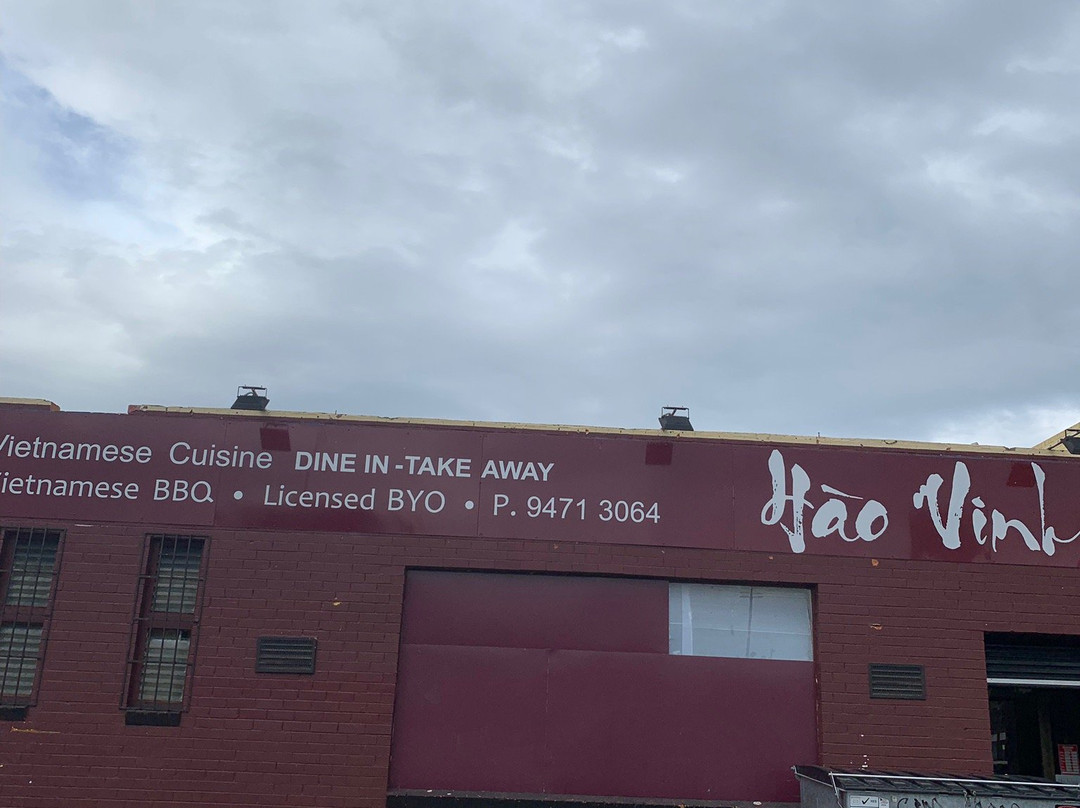 Vietnamese Cuisine DINE IN - TAKE AWAY
Vietnamese BBQ • Licensed BYO • P. 9471 3064
Hào Vinh